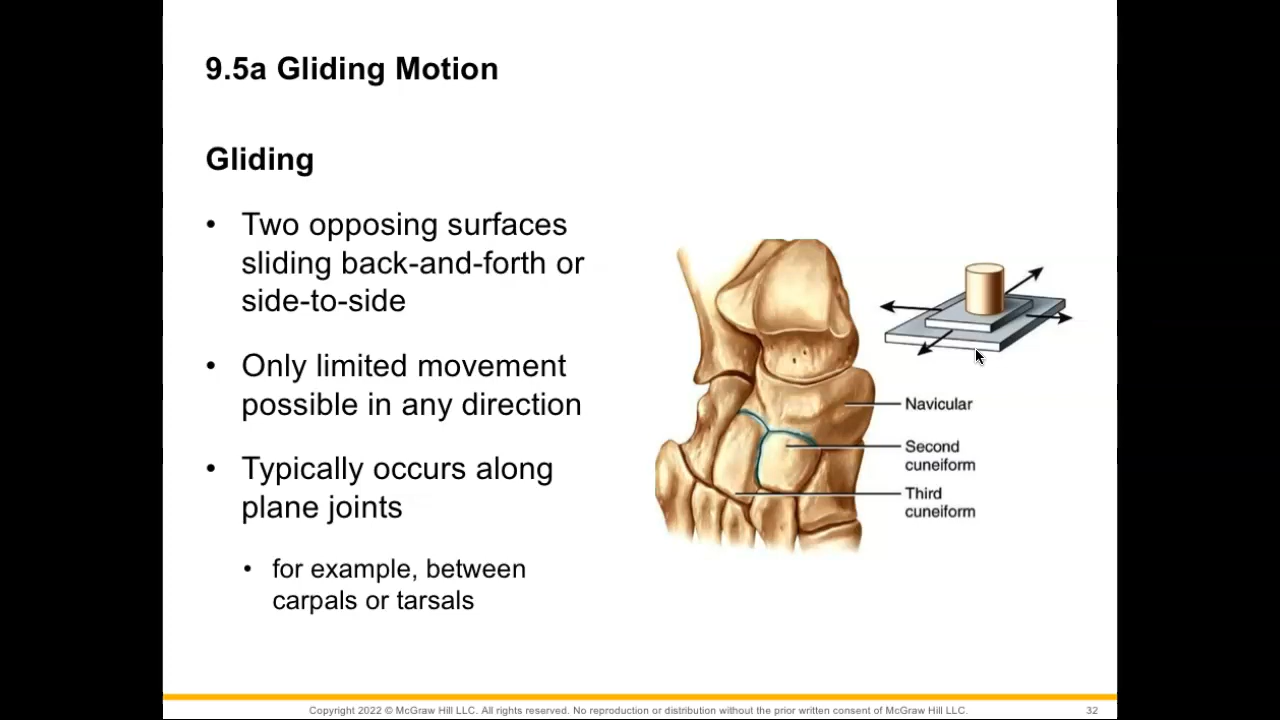 9.5a Gliding Motion
Gliding
• Two opposing surfaces
sliding back-and-forth or
side-to-side
• Only limited movement
possible in any direction
• Typically occurs along
plane joints
• for example, between
carpals or tarsals
Navicular
Second
cuneiform
Third
cuneiform
Copyright 2022 © McGraw Hill LLC. All rights reserved. No reproduction or distribution without the prior written consent of McGraw Hill LLC.
32